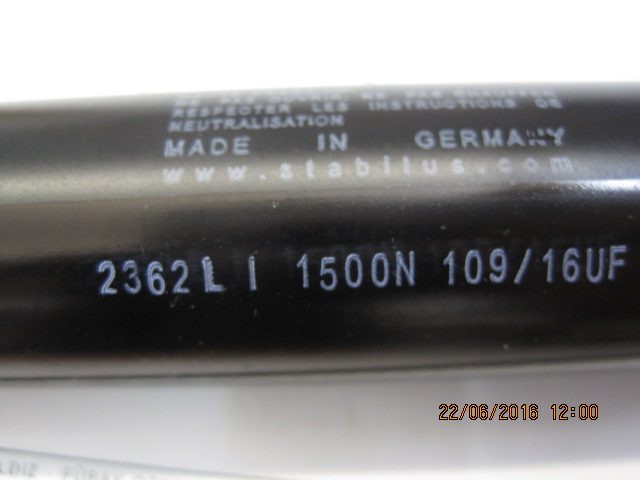 RESPECTER LES INSTRUCTIONS DE
NEUTRALISATION
MADE IN GERMANY
www.stabilus.com
2362LI 1500N 109/16UF
22/06/2016 12:00